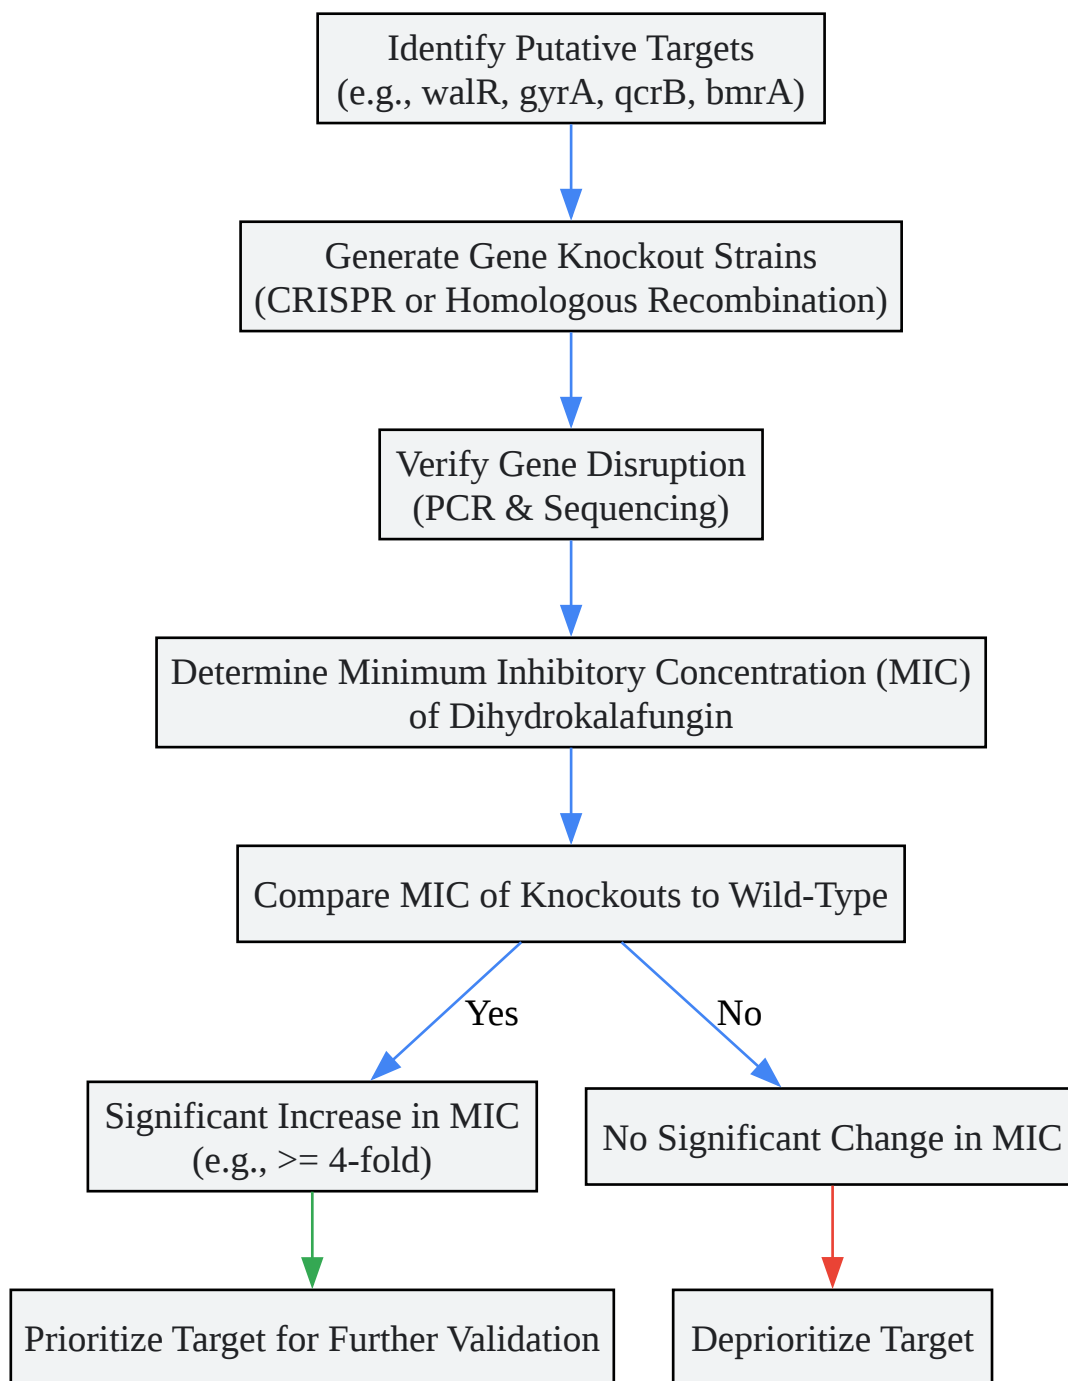 Identify Putative Targets
(e.g., walR, gyrA, qcrB, bmrA)
Generate Gene Knockout Strains
(CRISPR or Homologous Recombination)
Verify Gene Disruption
(PCR & Sequencing)
Determine Minimum Inhibitory Concentration (MIC)
of Dihydrokalafungin
Compare MIC of Knockouts to Wild-Type
Yes
No
Significant Increase in MIC
(e.g., >= 4-fold)
No Significant Change in MIC
Prioritize Target for Further Validation
Deprioritize Target